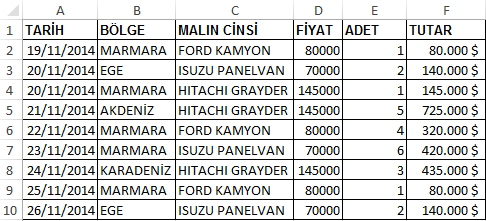 A B C D E F
1 TARİH BÖLGE MALIN CİNSİ FİYAT ADET TUTAR
2 19/11/2014 MARMARA FORD KAMYON 80000 1 80.000 $
3 20/11/2014 EGE ISUZU PANELVAN 70000 2 140.000 $
4 20/11/2014 MARMARA HITACHI GRAYDER 145000 1 145.000 $
5 21/11/2014 AKDENİZ HITACHI GRAYDER 145000 5 725.000 $
6 22/11/2014 MARMARA FORD KAMYON 80000 4 320.000 $
7 23/11/2014 MARMARA ISUZU PANELVAN 70000 6 420.000 $
8 24/11/2014 KARADENİZ HITACHI GRAYDER 145000 3 435.000 $
9 25/11/2014 MARMARA FORD KAMYON 80000 1 80.000 $
10 26/11/2014 EGE ISUZU PANELVAN 70000 2 140.000 $